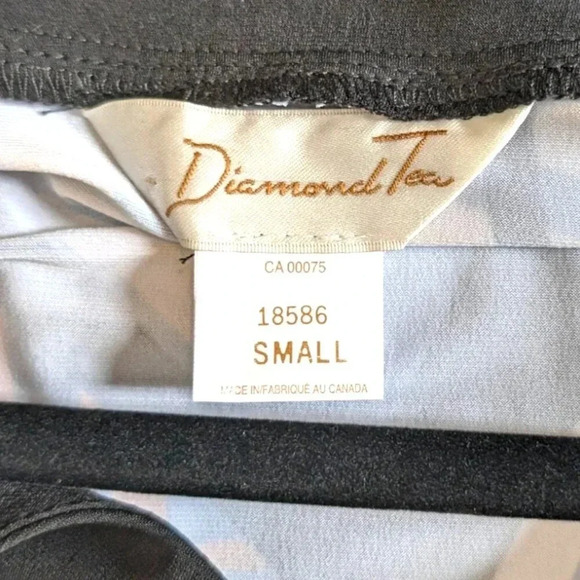 Diamond Tea
CA 00075
18586
SMALL
MADE IN/FABRIQUÉ AU CANADA